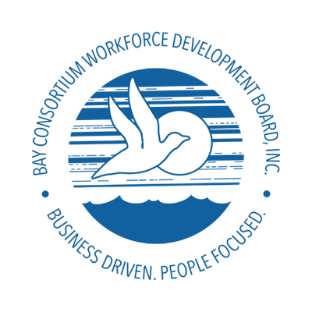 BAY CONSORTIUM WORKFORCE DEVELOPMENT BOARD, INC.
BUSINESS DRIVEN. PEOPLE FOCUSED.